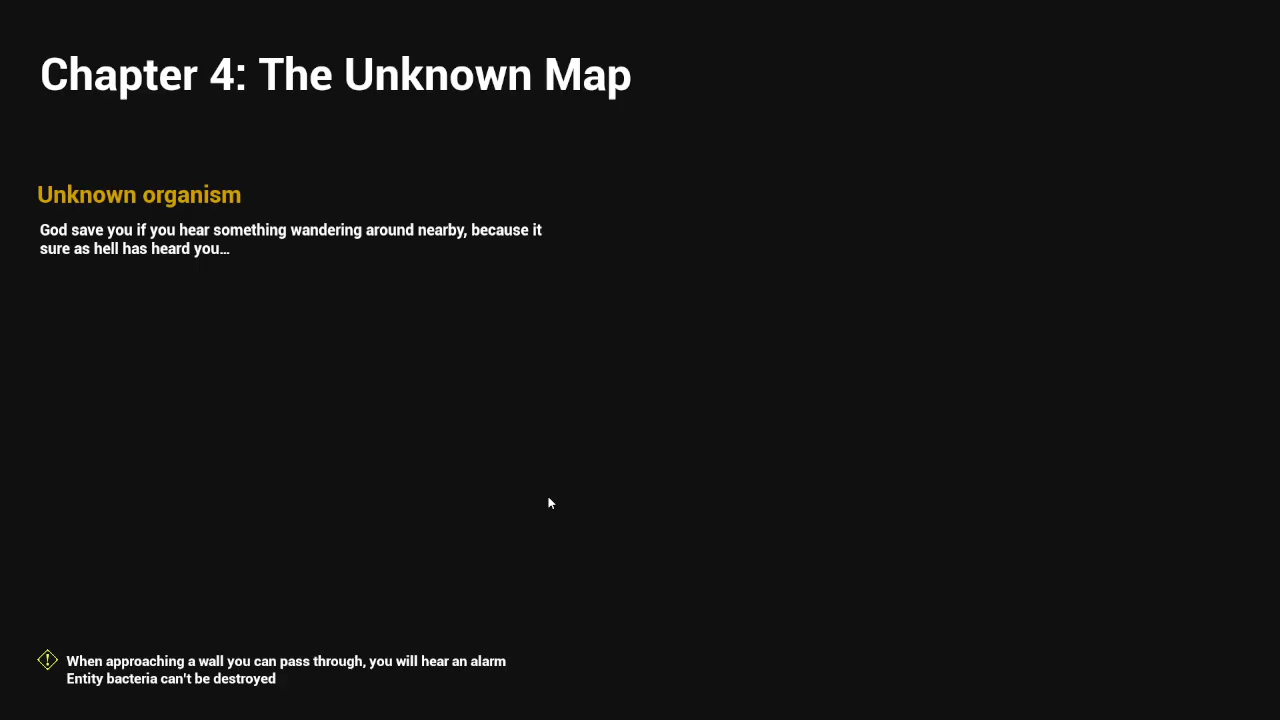 Chapter 4: The Unknown Map
Unknown organism
God save you if you hear something wandering around nearby, because it
sure as hell has heard you...
When approaching a wall you can pass through, you will hear an alarm
Entity bacteria can't be destroyed